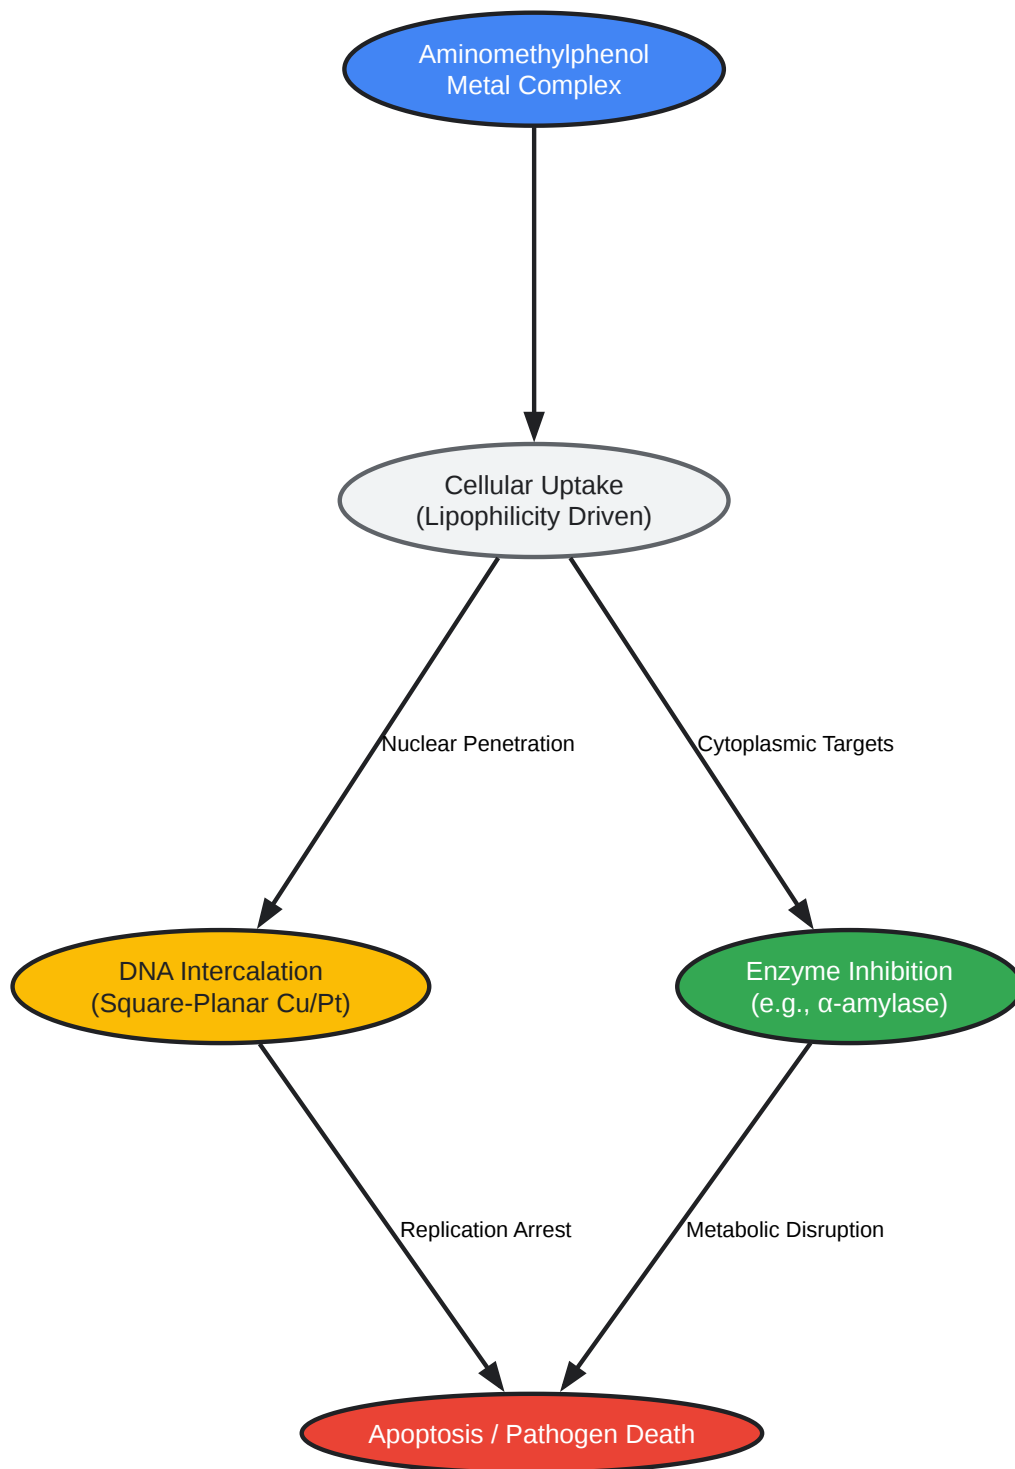 Aminomethylphenol
Metal Complex
Cellular Uptake
(Lipophilicity Driven)
Nuclear Penetration
Cytoplasmic Targets
DNA Intercalation
(Square-Planar Cu/Pt)
Enzyme Inhibition
(e.g., α-amylase)
Replication Arrest
Metabolic Disruption
Apoptosis / Pathogen Death